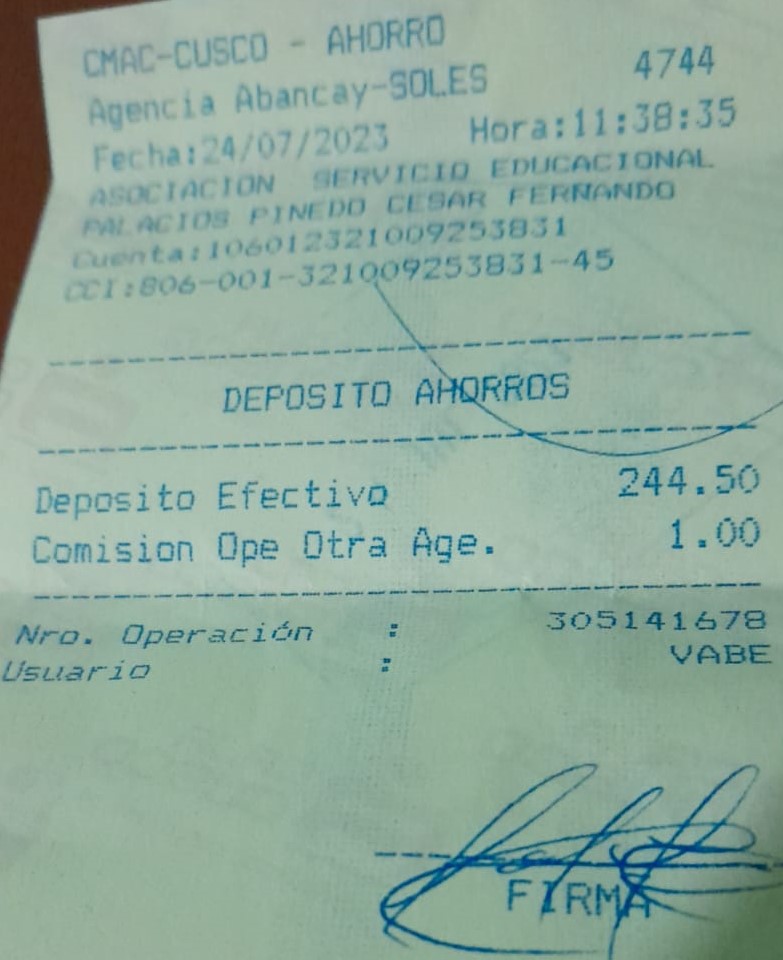 CMAC-CUSCO - AHORRO
Agencia Abancay-SOLES 4744
Fecha:24/07/2023 Hora:11:38:35
ASOCIACION SERVICIO EDUCACIONAL
PALACIOS PINEDO CESAR FERNANDO
Cuenta:106012321009253831
CCI:806-001-321009253831-45
DEPOSITO AHORROS
Deposito Efectivo 244.50
Comision Ope Otra Age. 1.00
Nro. Operación : 305141678
Usuario : VABE
FIRMA